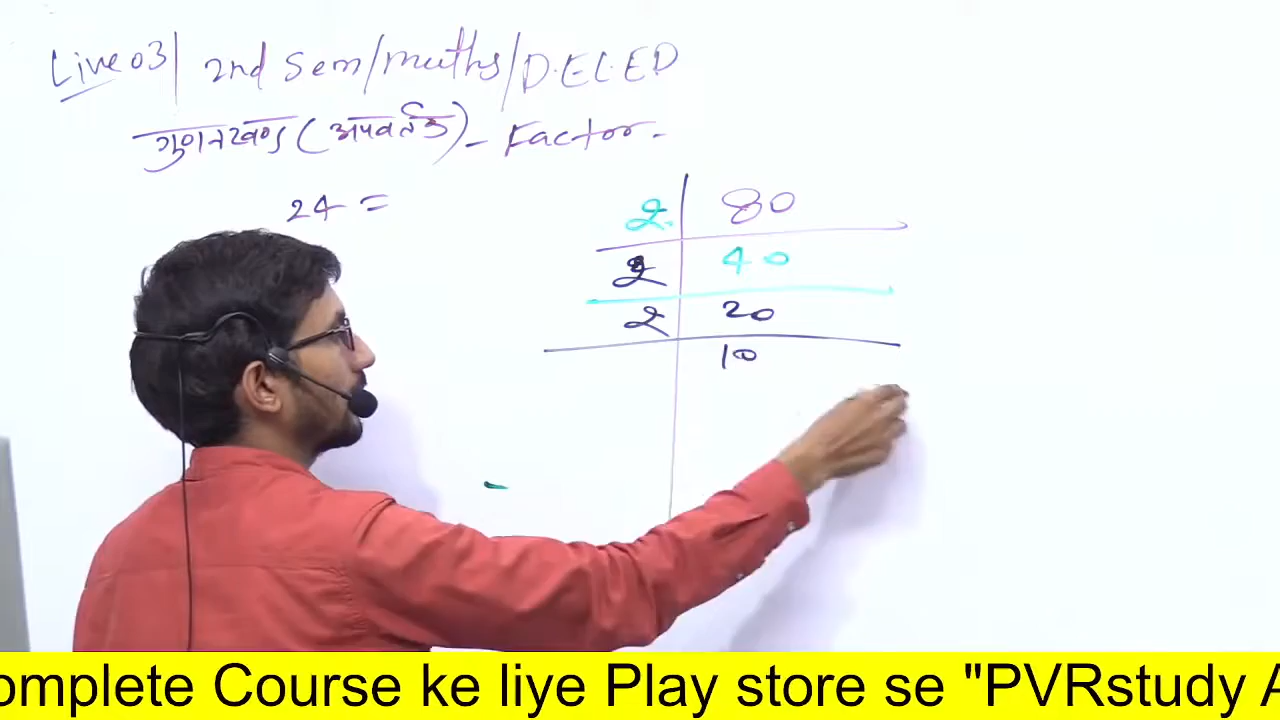 Live 03| 2nd Sem/Maths/D.EL.ED
गुणनखण्ड (अपवर्तक) - Factor -
24 =
2 | 80
2 | 40
2 | 20
10
omplete Course ke liye Play store se "PVRstudy A